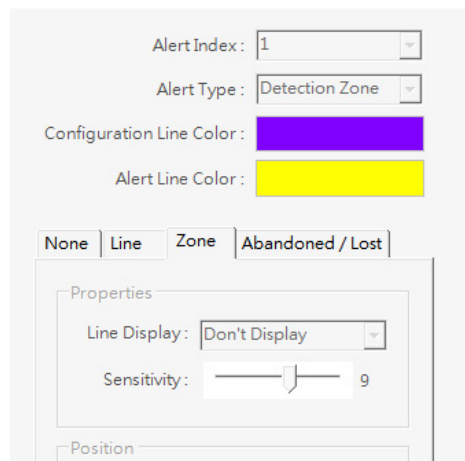 Alert Index : 1
Alert Type : Detection Zone
Configuration Line Color :
Alert Line Color :
None Line Zone Abandoned / Lost
Properties
Line Display : Don't Display
Sensitivity : 9
Position